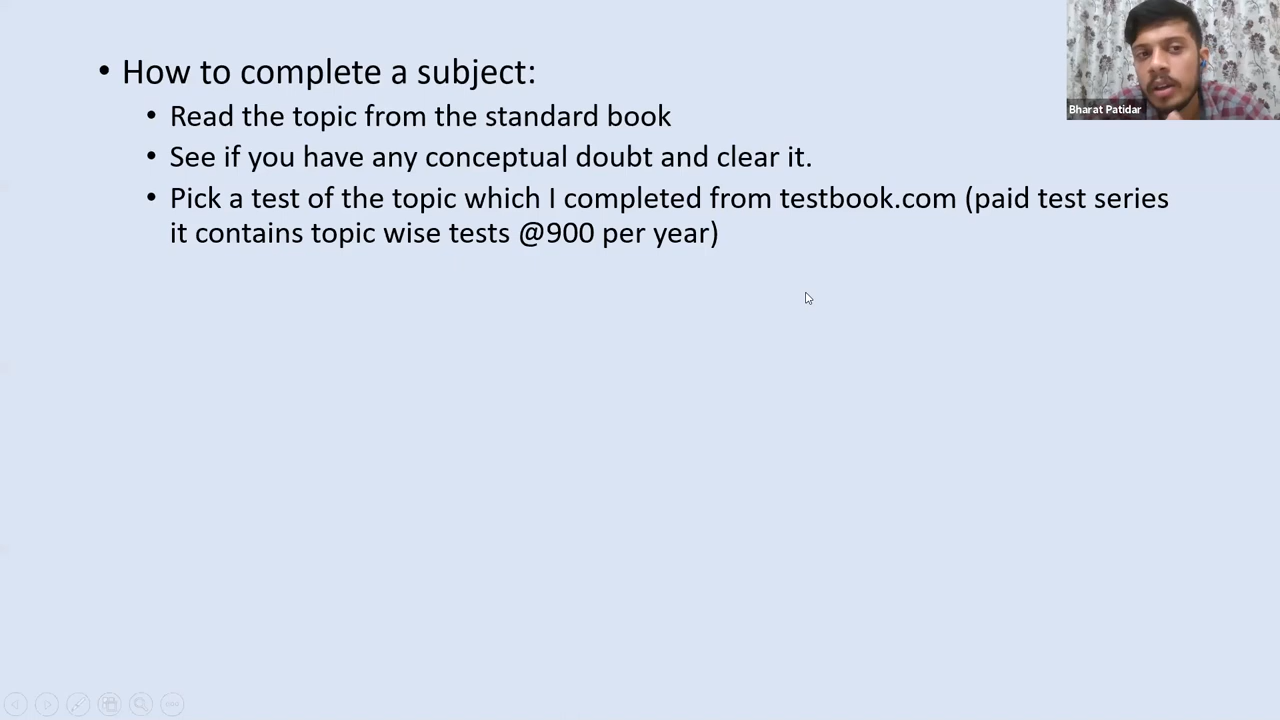 • How to complete a subject:
• Read the topic from the standard book
• See if you have any conceptual doubt and clear it.
• Pick a test of the topic which I completed from testbook.com (paid test series
it contains topic wise tests @900 per year)
Bharat Patidar